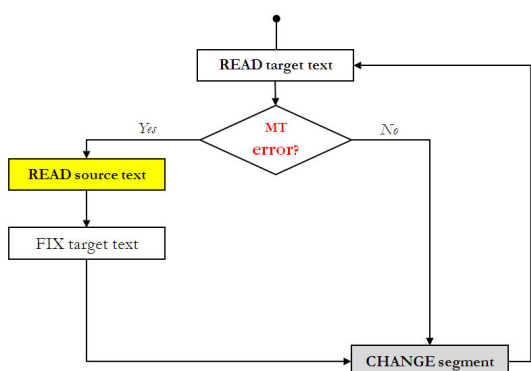 READ target text
MT
error?
Yes
No
READ source text
FIX target text
CHANGE segment